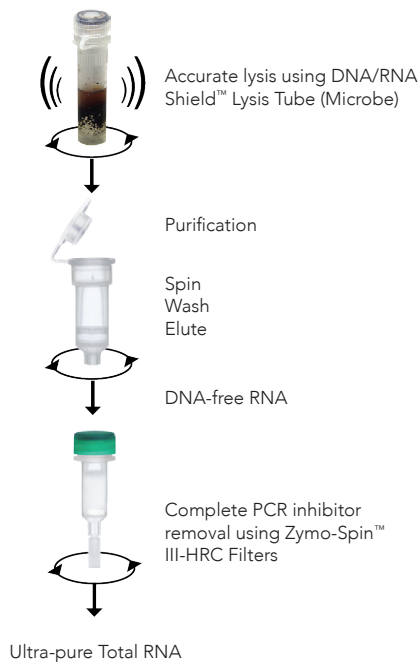 Accurate lysis using DNA/RNA
Shield™ Lysis Tube (Microbe)
Purification
Spin
Wash
Elute
DNA-free RNA
Complete PCR inhibitor
removal using Zymo-Spin™
III-HRC Filters
Ultra-pure Total RNA